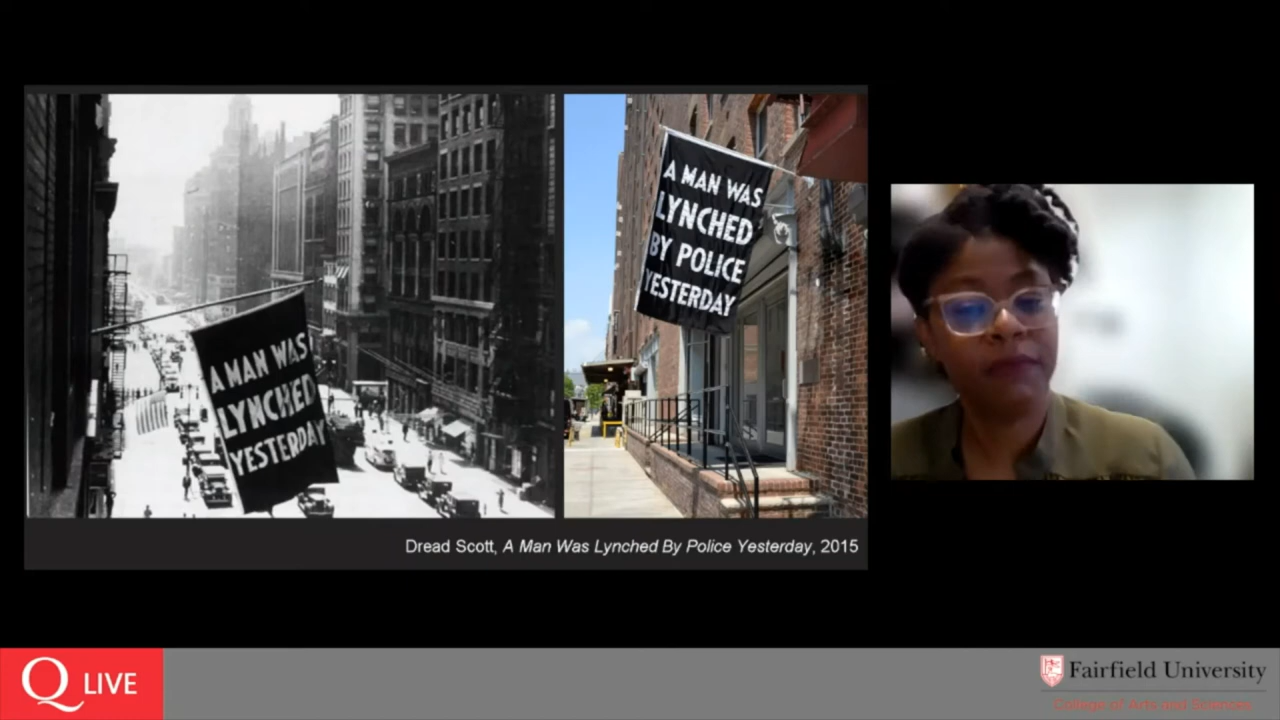 A MAN WAS
LYNCHED
YESTERDAY
A MAN WAS
LYNCHED
BY POLICE
YESTERDAY
Dread Scott, A Man Was Lynched By Police Yesterday, 2015
Q LIVE
Fairfield University
College of Arts and Sciences